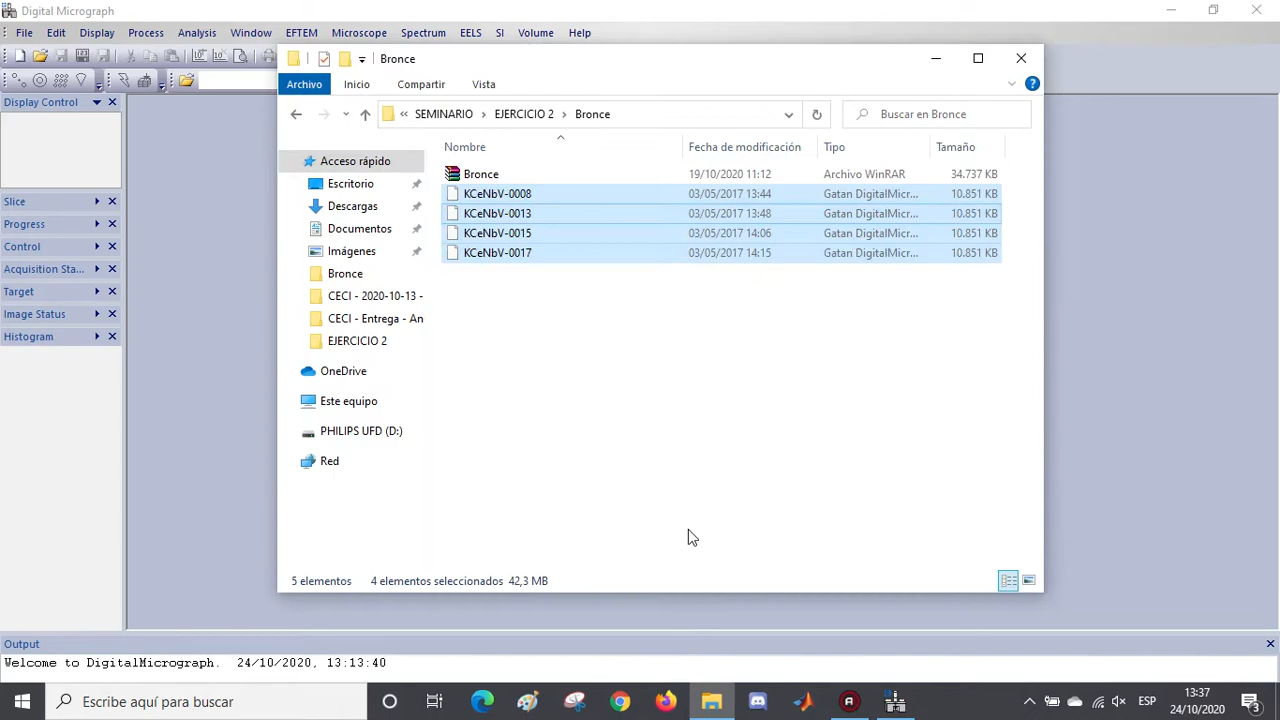 Digital Micrograph
File Edit Display Process Analysis Window EFTEM Microscope Spectrum EELS SI Volume Help
Bronce
Archivo Inicio Compartir Vista
SEMINARIO EJERCICIO 2 Bronce
Buscar en Bronce
Display Control
Slice
Progress
Control
Acquisition Sta...
Target
Image Status
Histogram
Acceso rápido
Escritorio
Descargas
Documentos
Imágenes
Bronce
CECI - 2020-10-13 -
CECI - Entrega - An
EJERCICIO 2
OneDrive
Este equipo
PHILIPS UFD (D:)
Red
Nombre Fecha de modificación Tipo Tamaño
Bronce 19/10/2020 11:12 Archivo WinRAR 34.737 KB
KCeNbV-0008 03/05/2017 13:44 Gatan DigitalMicr... 10.851 KB
KCeNbV-0013 03/05/2017 13:48 Gatan DigitalMicr... 10.851 KB
KCeNbV-0015 03/05/2017 14:06 Gatan DigitalMicr... 10.851 KB
KCeNbV-0017 03/05/2017 14:15 Gatan DigitalMicr... 10.851 KB
5 elementos 4 elementos seleccionados 42,3 MB
Output
Welcome to DigitalMicrograph. 24/10/2020, 13:13:40
Escribe aquí para buscar
ESP
13:37
24/10/2020
3